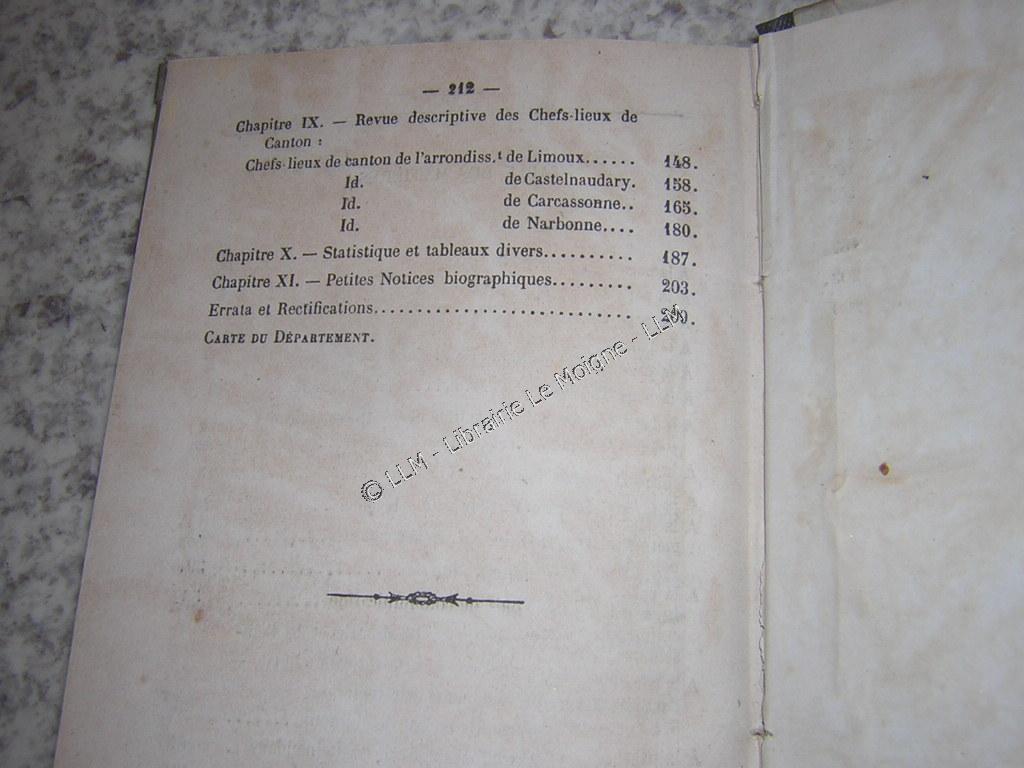 — 212 —
Chapitre IX. — Revue descriptive des Chefs-lieux de
Canton :
Chefs-lieux de canton de l'arrondiss.t de Limoux...... 148.
Id. de Castelnaudary. 158.
Id. de Carcassonne.. 165.
Id. de Narbonne.... 180.
Chapitre X. — Statistique et tableaux divers.......... 187.
Chapitre XI. — Petites Notices biographiques......... 203.
Errata et Rectifications............................ 209.
CARTE DU DÉPARTEMENT.
© LLM - Librairie Le Moigne - LLM